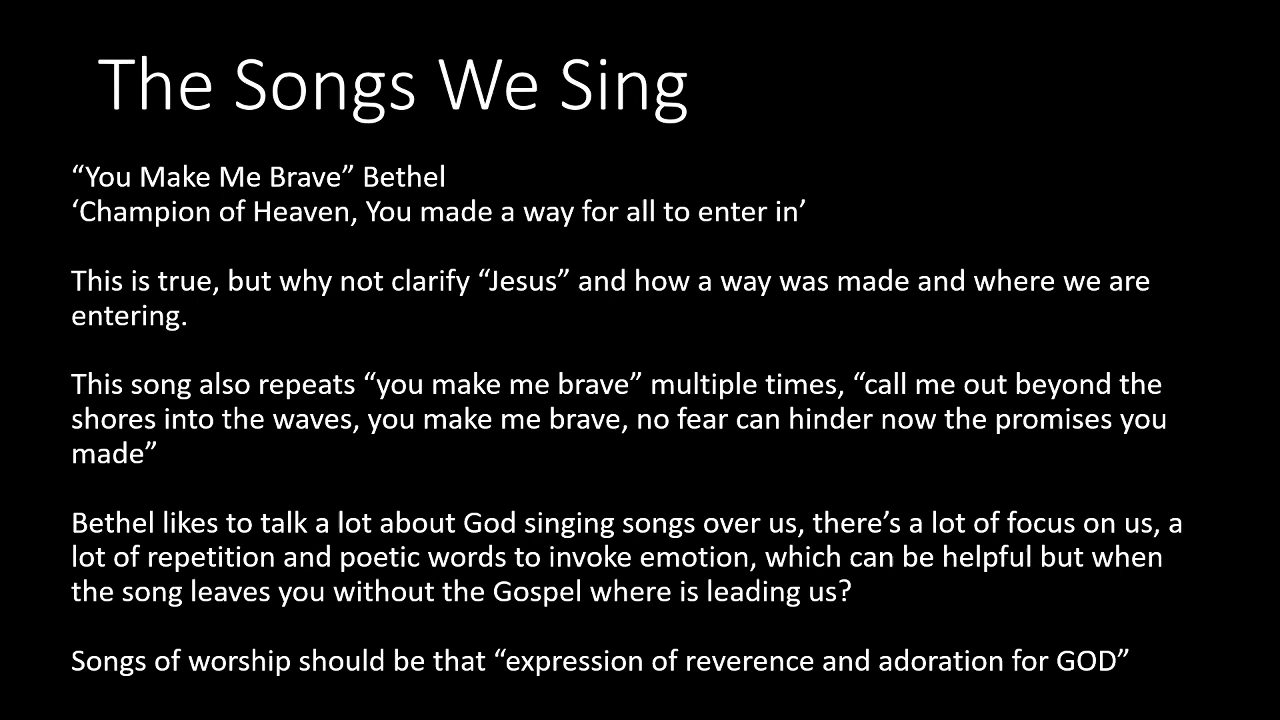 The Songs We Sing
“You Make Me Brave” Bethel
‘Champion of Heaven, You made a way for all to enter in’
This is true, but why not clarify “Jesus” and how a way was made and where we are
entering.
This song also repeats “you make me brave” multiple times, “call me out beyond the
shores into the waves, you make me brave, no fear can hinder now the promises you
made”
Bethel likes to talk a lot about God singing songs over us, there’s a lot of focus on us, a
lot of repetition and poetic words to invoke emotion, which can be helpful but when
the song leaves you without the Gospel where is leading us?
Songs of worship should be that “expression of reverence and adoration for GOD”